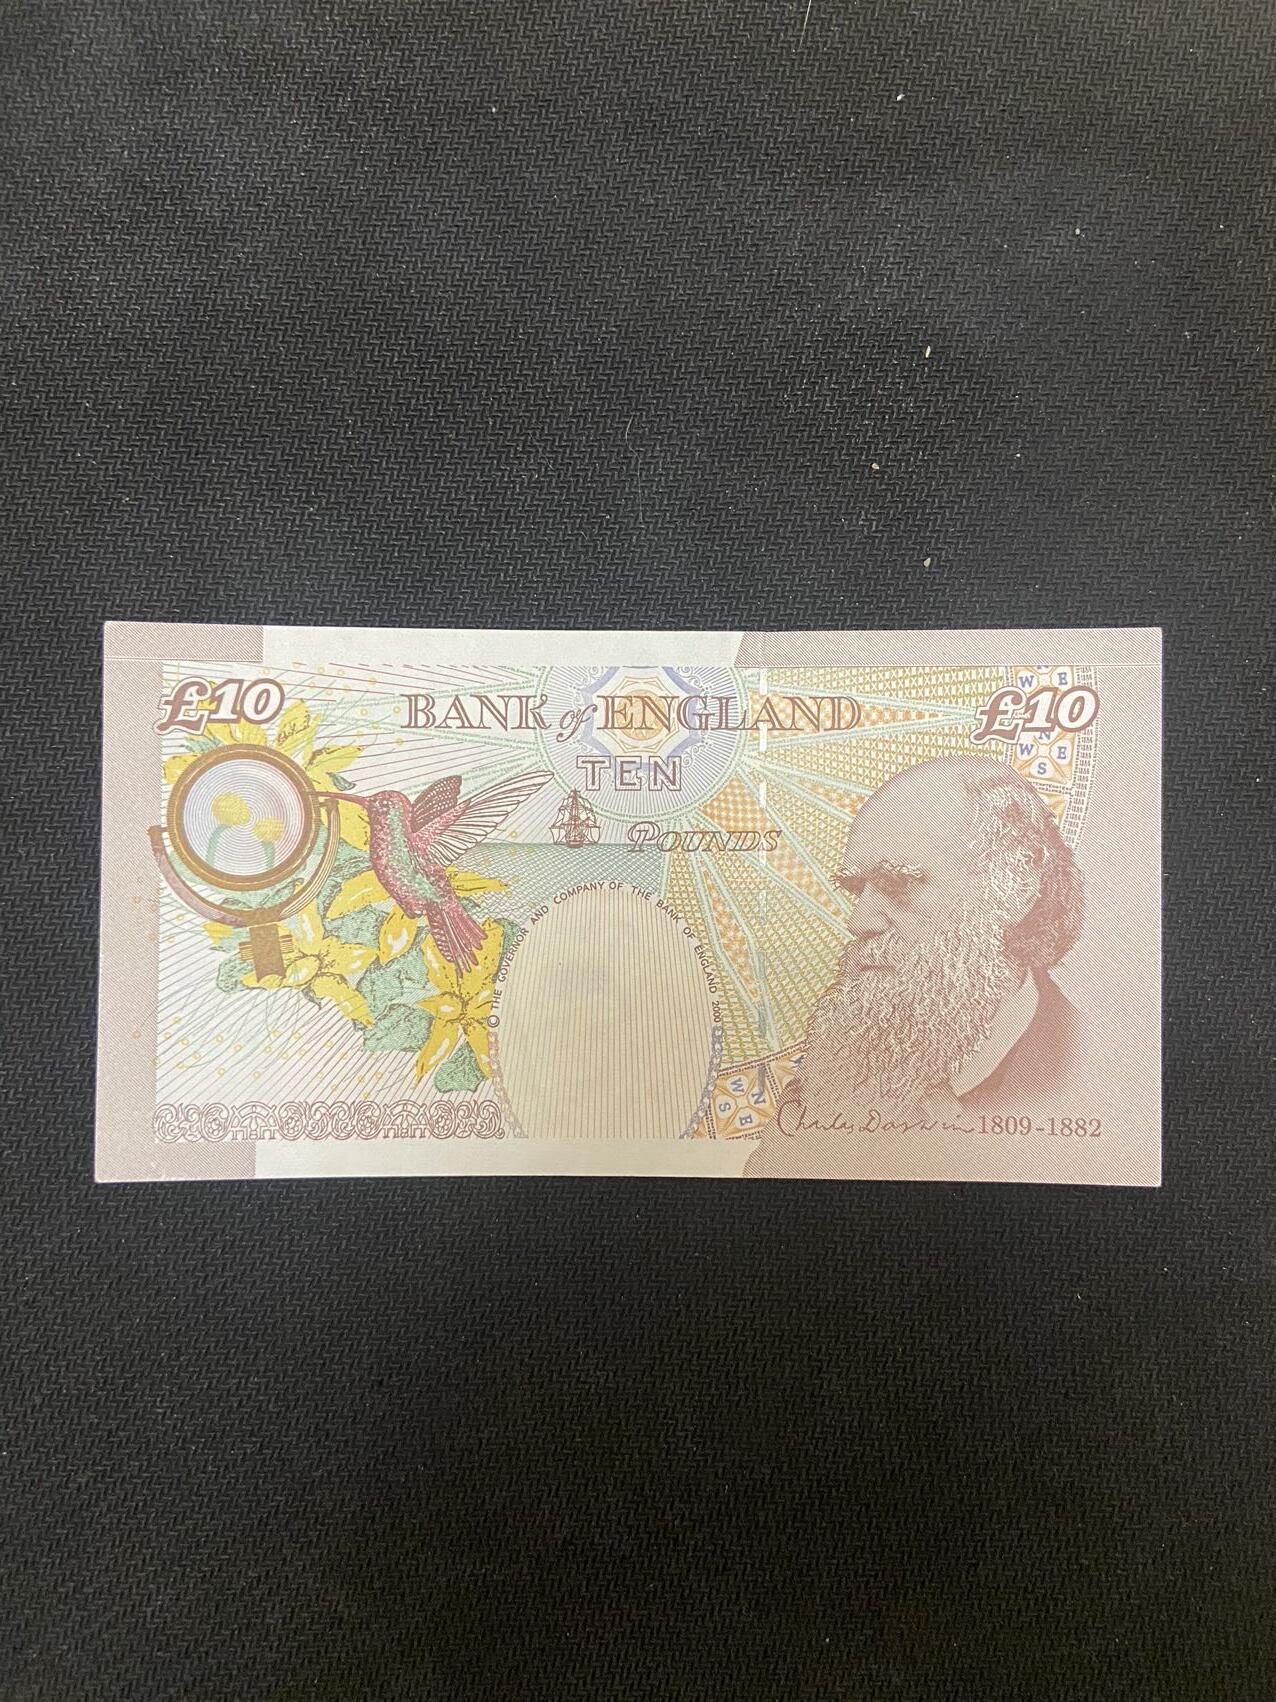 £10
BANK of ENGLAND
£10
TEN
POUNDS
© THE GOVERNOR AND COMPANY OF THE BANK OF ENGLAND 2000
W E
N
W E
S
N
W E
S
Charles Darwin 1809-1882